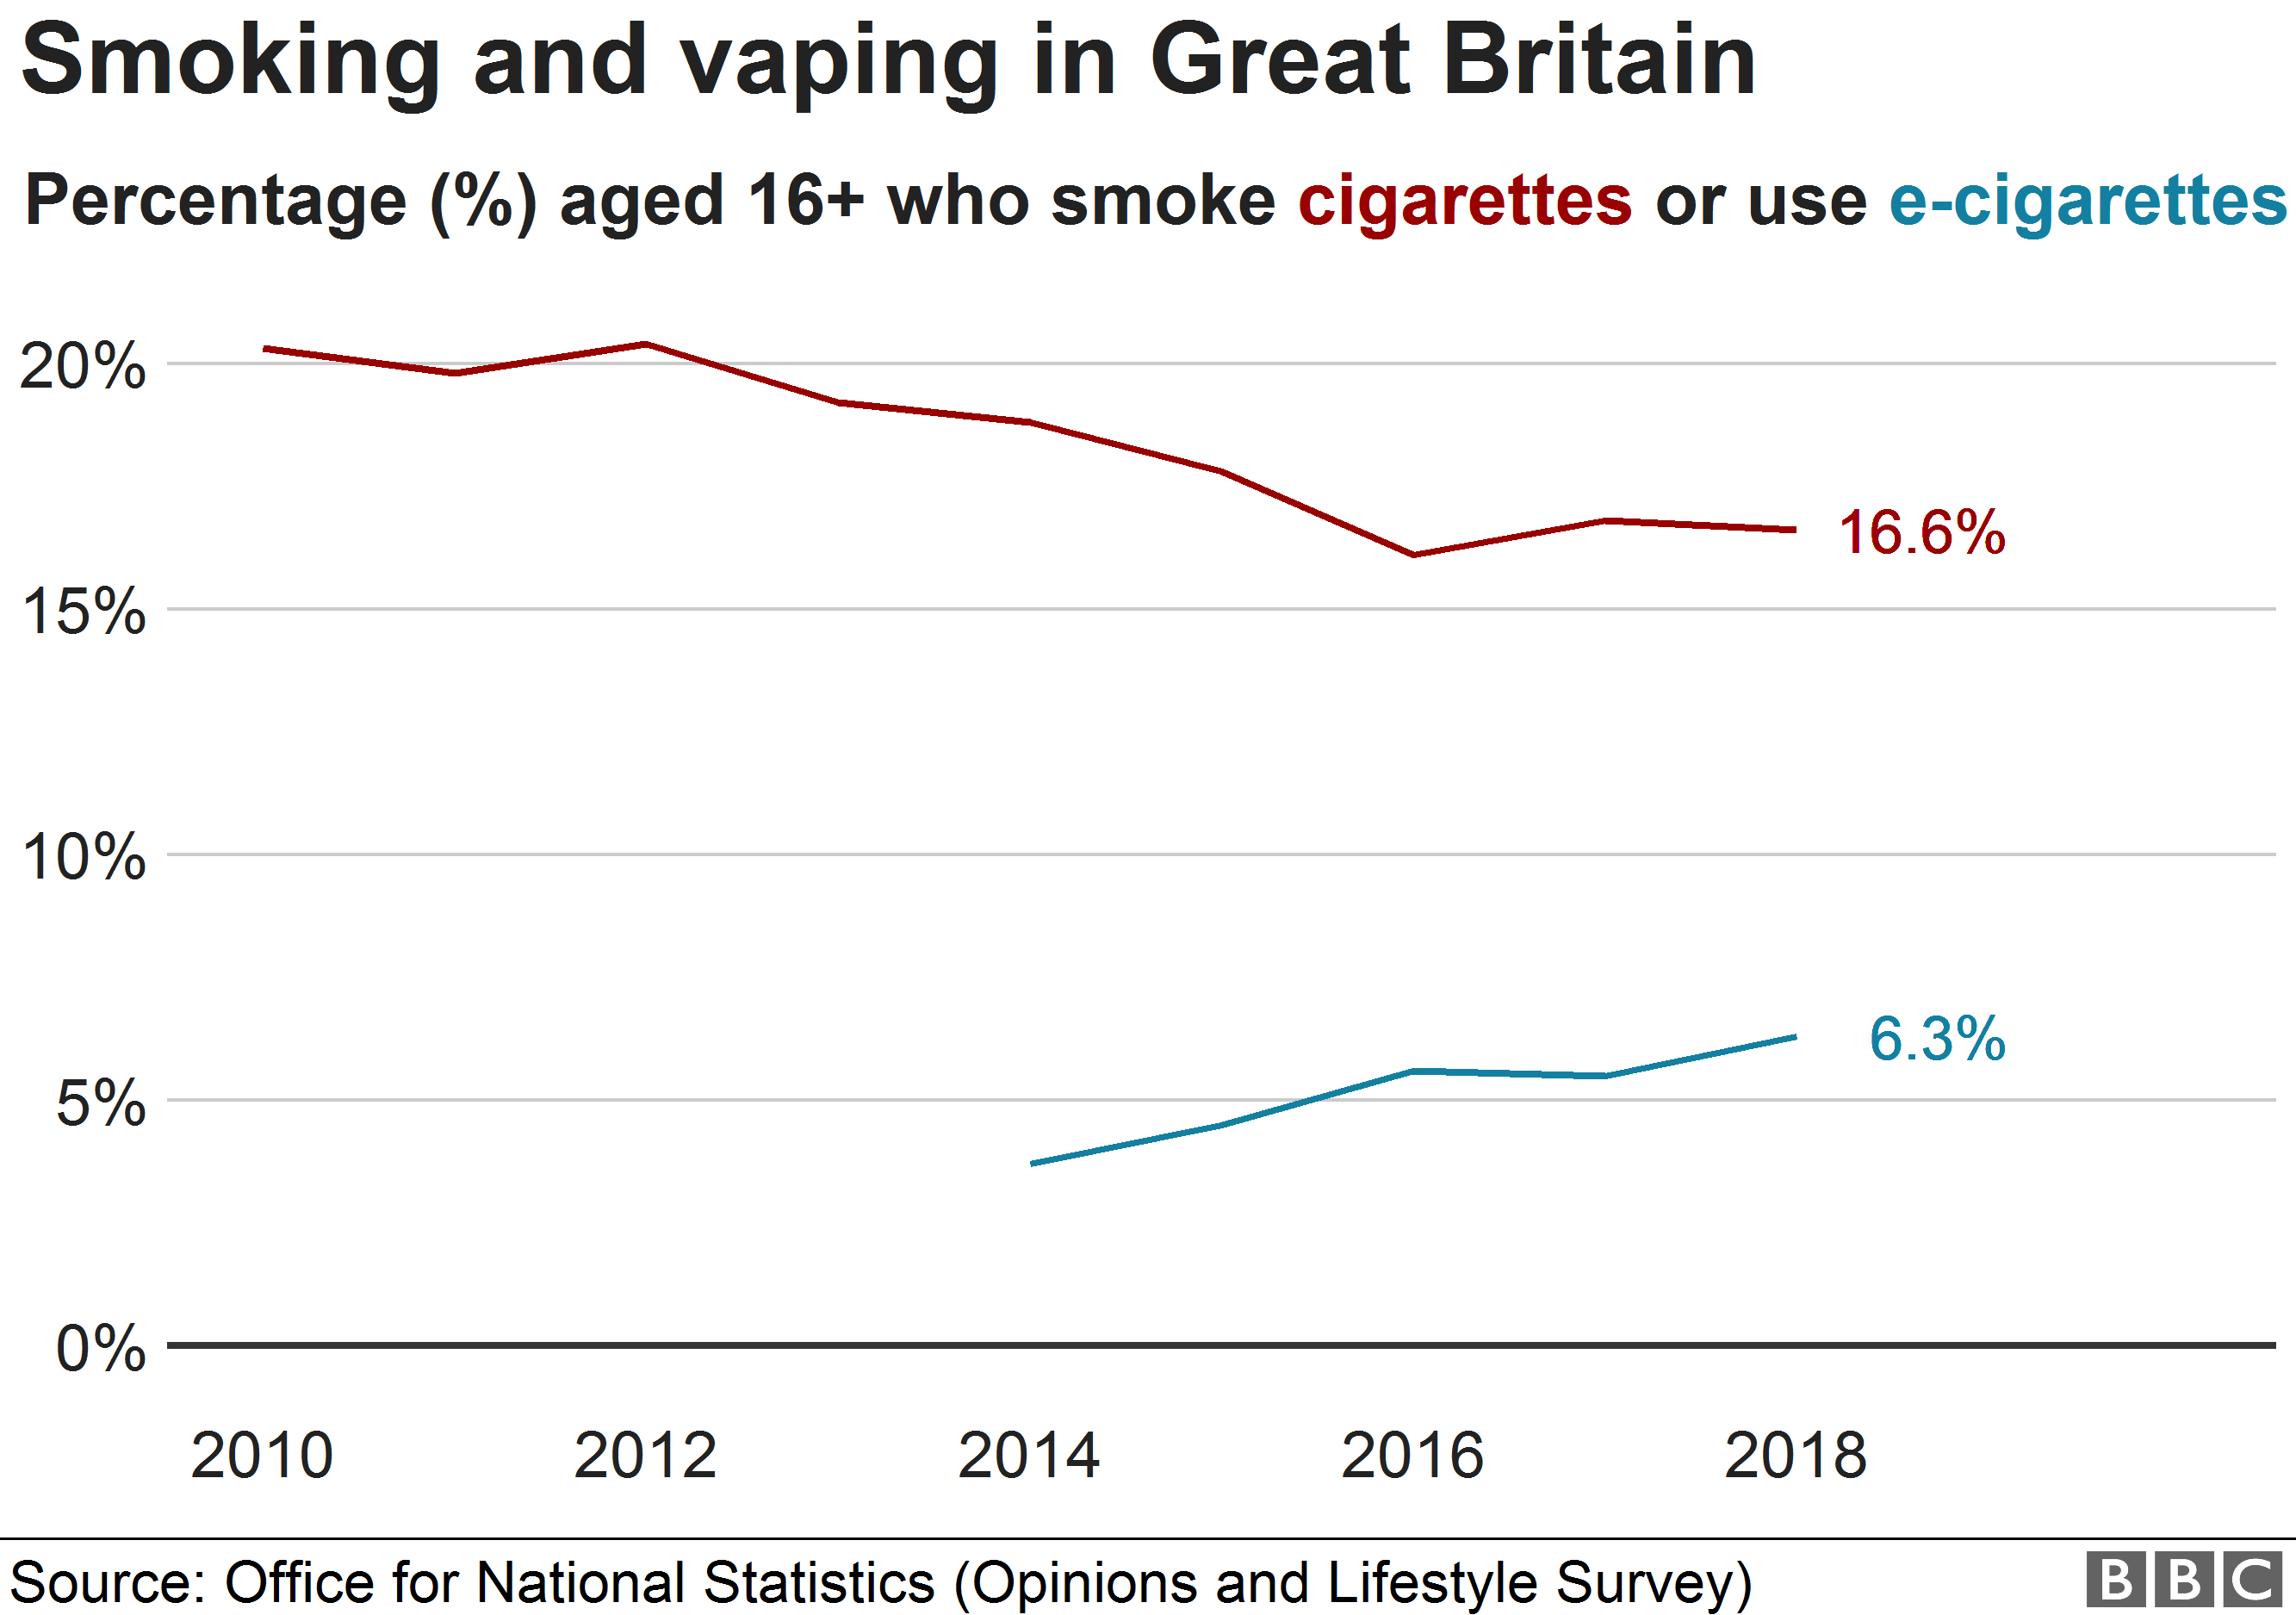 Smoking and vaping in Great Britain
Percentage (%) aged 16+ who smoke cigarettes or use e-cigarettes
20%
16.6%
15%
10%
6.3%
5%
0%
2010 2012 2014 2016 2018
Source: Office for National Statistics (Opinions and Lifestyle Survey)
BBC